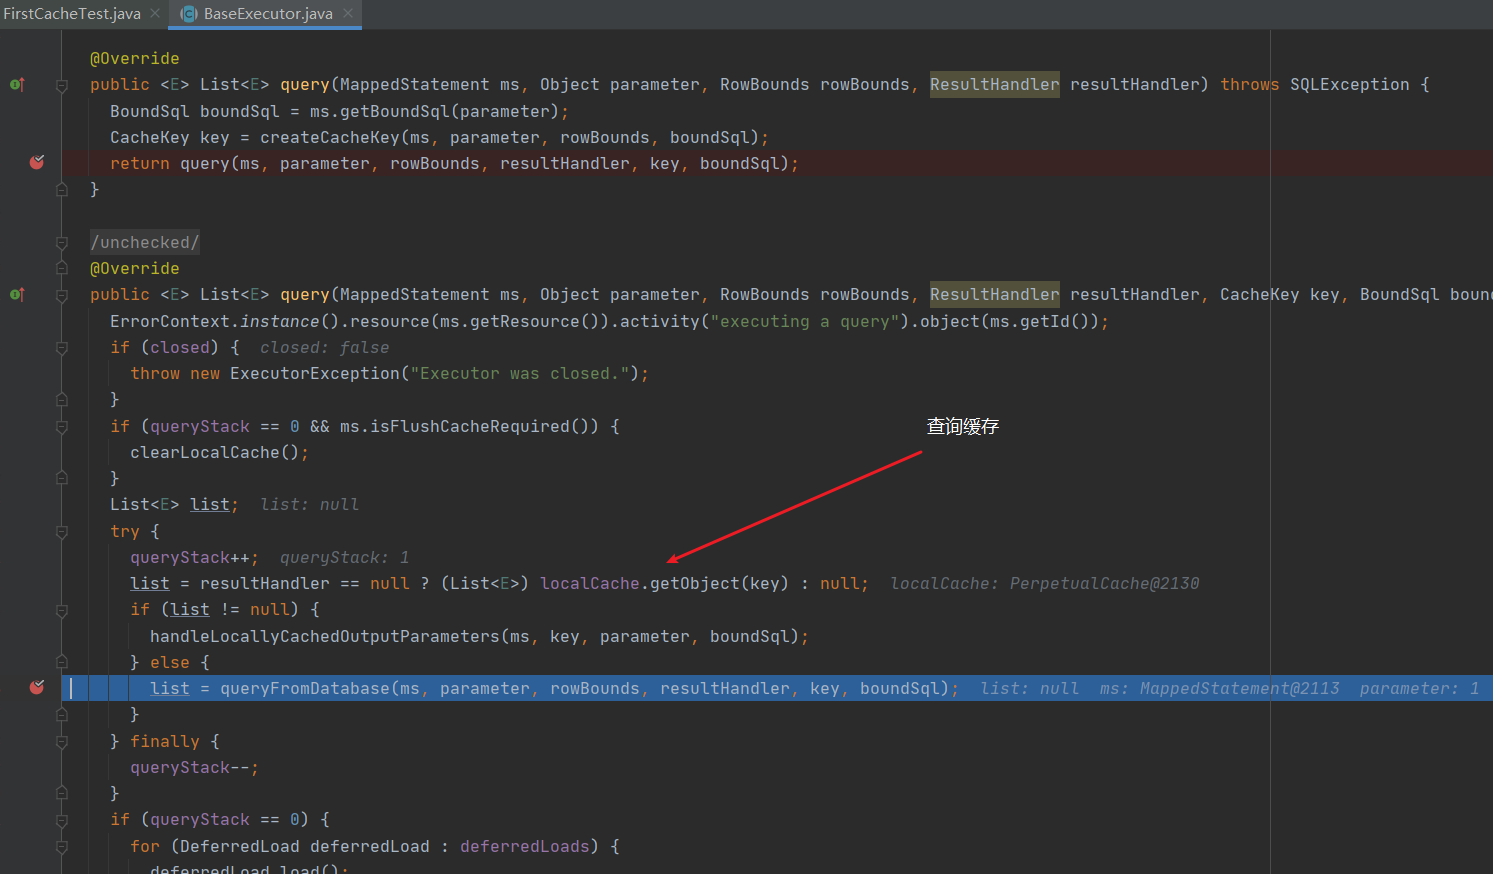 FirstCacheTest.java × BaseExecutor.java ×
@Override
public <E> List<E> query(MappedStatement ms, Object parameter, RowBounds rowBounds, ResultHandler resultHandler) throws SQLException {
BoundSql boundSql = ms.getBoundSql(parameter);
CacheKey key = createCacheKey(ms, parameter, rowBounds, boundSql);
return query(ms, parameter, rowBounds, resultHandler, key, boundSql);
}
/unchecked/
@Override
public <E> List<E> query(MappedStatement ms, Object parameter, RowBounds rowBounds, ResultHandler resultHandler, CacheKey key, BoundSql boun
ErrorContext.instance().resource(ms.getResource()).activity("executing a query").object(ms.getId());
if (closed) { closed: false
throw new ExecutorException("Executor was closed.");
}
if (queryStack == 0 && ms.isFlushCacheRequired()) {
查询缓存
clearLocalCache();
}
List<E> list; list: null
try {
queryStack++; queryStack: 1
list = resultHandler == null ? (List<E>) localCache.getObject(key) : null; localCache: PerpetualCache@2130
if (list != null) {
handleLocallyCachedOutputParameters(ms, key, parameter, boundSql);
} else {
list = queryFromDatabase(ms, parameter, rowBounds, resultHandler, key, boundSql); list: null ms: MappedStatement@2113 parameter: 1
}
} finally {
queryStack--;
}
if (queryStack == 0) {
for (DeferredLoad deferredLoad : deferredLoads) {
deferredLoad.load();